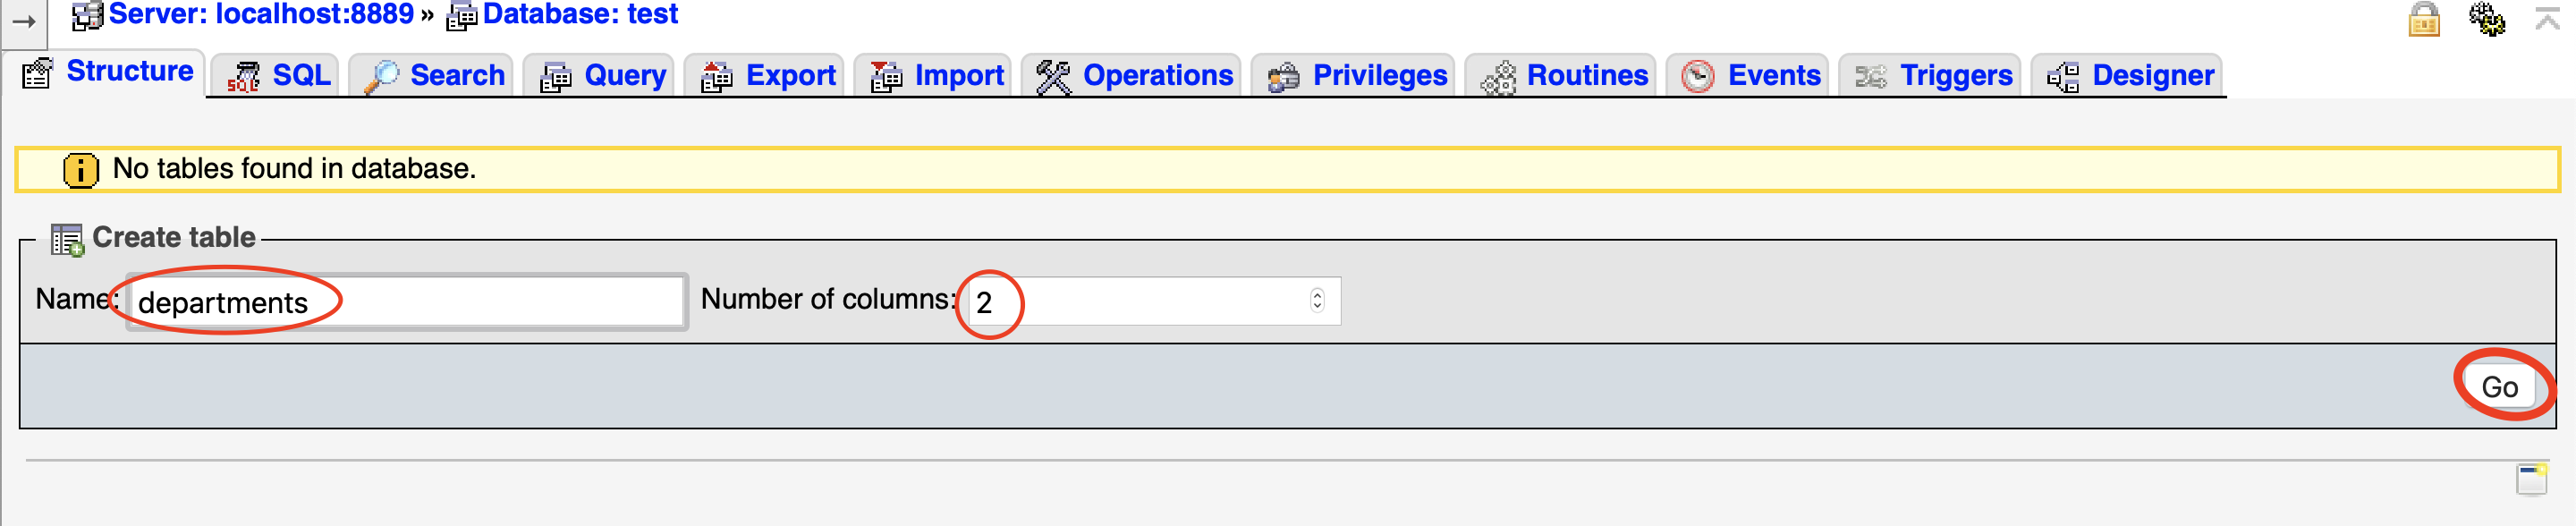 → Server: localhost:8889 » Database: test
Structure SQL Search Query Export Import Operations Privileges Routines Events Triggers Designer
No tables found in database.
Create table
Name: departments Number of columns: 2
Go